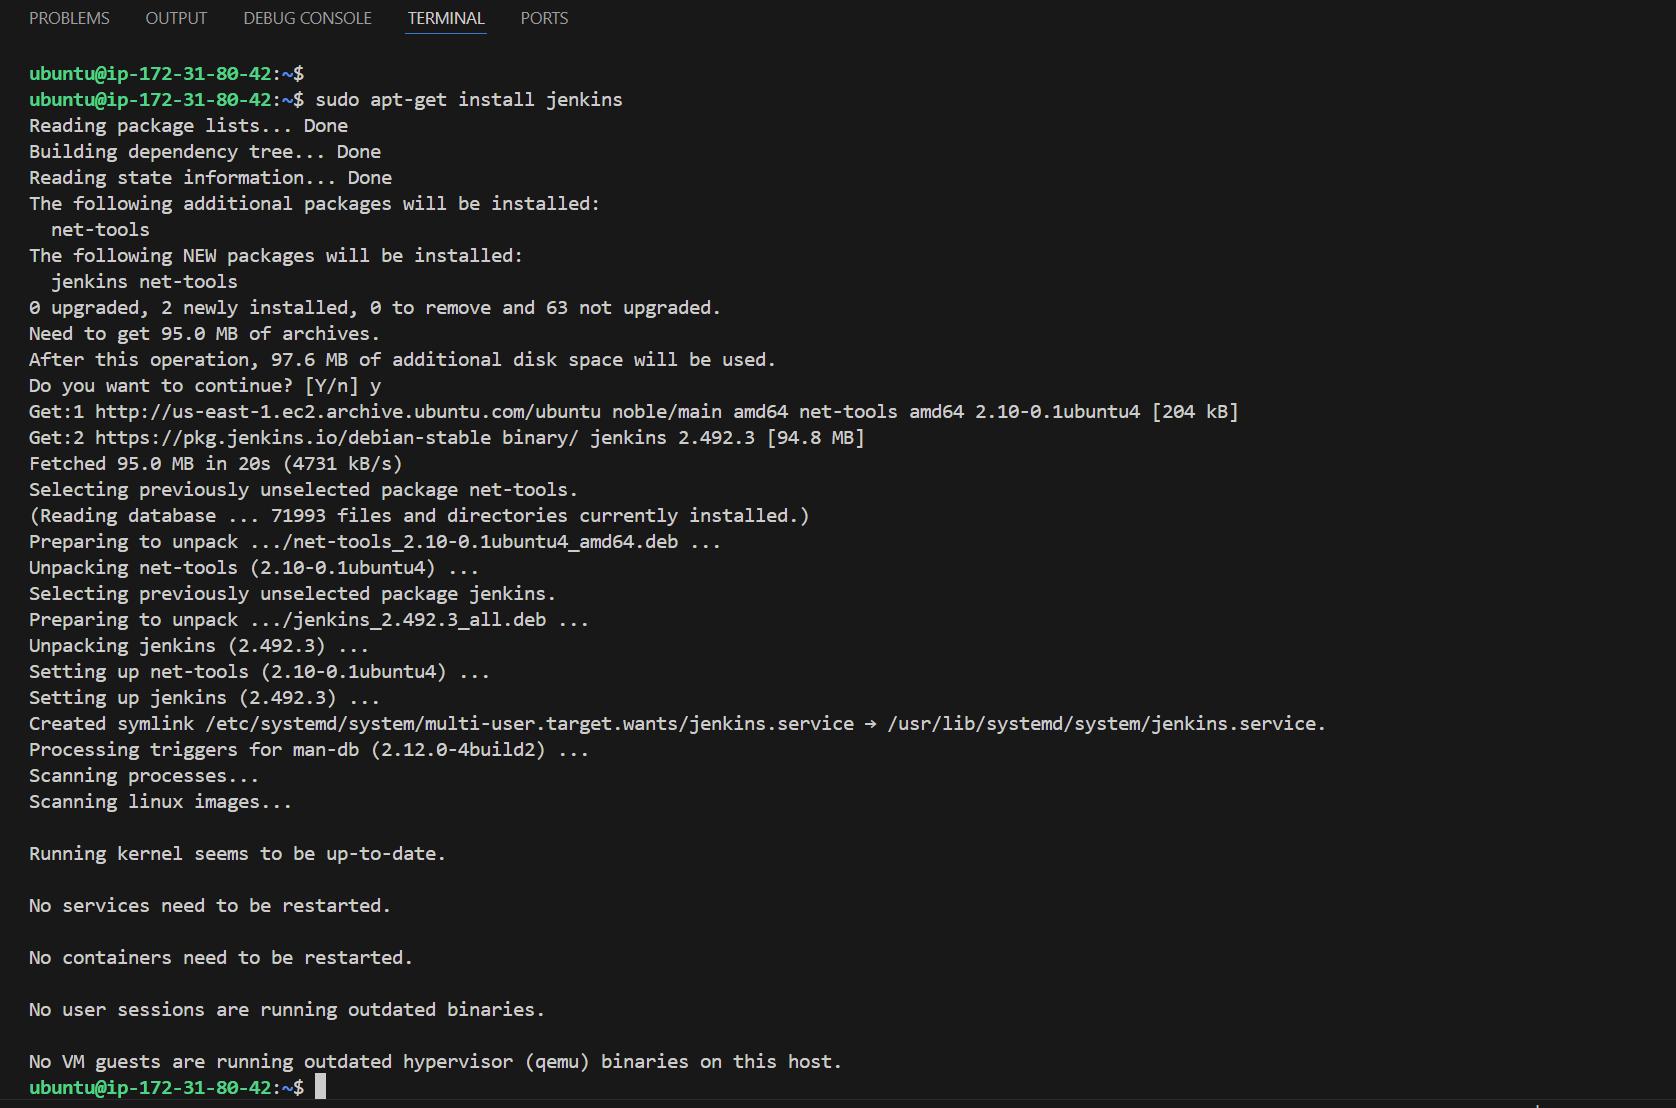 PROBLEMS OUTPUT DEBUG CONSOLE TERMINAL PORTS
ubuntu@ip-172-31-80-42:~$
ubuntu@ip-172-31-80-42:~$ sudo apt-get install jenkins
Reading package lists... Done
Building dependency tree... Done
Reading state information... Done
The following additional packages will be installed:
  net-tools
The following NEW packages will be installed:
  jenkins net-tools
0 upgraded, 2 newly installed, 0 to remove and 63 not upgraded.
Need to get 95.0 MB of archives.
After this operation, 97.6 MB of additional disk space will be used.
Do you want to continue? [Y/n] y
Get:1 http://us-east-1.ec2.archive.ubuntu.com/ubuntu noble/main amd64 net-tools amd64 2.10-0.1ubuntu4 [204 kB]
Get:2 https://pkg.jenkins.io/debian-stable binary/ jenkins 2.492.3 [94.8 MB]
Fetched 95.0 MB in 20s (4731 kB/s)
Selecting previously unselected package net-tools.
(Reading database ... 71993 files and directories currently installed.)
Preparing to unpack .../net-tools_2.10-0.1ubuntu4_amd64.deb ...
Unpacking net-tools (2.10-0.1ubuntu4) ...
Selecting previously unselected package jenkins.
Preparing to unpack .../jenkins_2.492.3_all.deb ...
Unpacking jenkins (2.492.3) ...
Setting up net-tools (2.10-0.1ubuntu4) ...
Setting up jenkins (2.492.3) ...
Created symlink /etc/systemd/system/multi-user.target.wants/jenkins.service → /usr/lib/systemd/system/jenkins.service.
Processing triggers for man-db (2.12.0-4build2) ...
Scanning processes...
Scanning linux images...
Running kernel seems to be up-to-date.
No services need to be restarted.
No containers need to be restarted.
No user sessions are running outdated binaries.
No VM guests are running outdated hypervisor (qemu) binaries on this host.
ubuntu@ip-172-31-80-42:~$